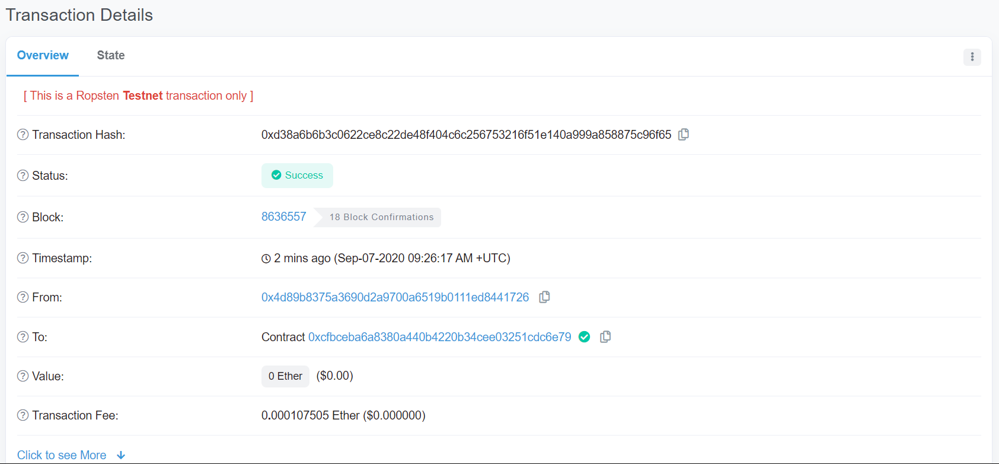 Transaction Details
Overview State
[ This is a Ropsten Testnet transaction only ]
Transaction Hash: 0xd38a6b6b3c0622ce8c22de48f404c6c256753216f51e140a999a858875c96f65
Status: Success
Block: 8636557 18 Block Confirmations
Timestamp: 2 mins ago (Sep-07-2020 09:26:17 AM +UTC)
From: 0x4d89b8375a3690d2a9700a6519b0111ed8441726
To: Contract 0xcfbceba6a8380a440b4220b34cee03251cdc6e79
Value: 0 Ether ($0.00)
Transaction Fee: 0.000107505 Ether ($0.000000)
Click to see More